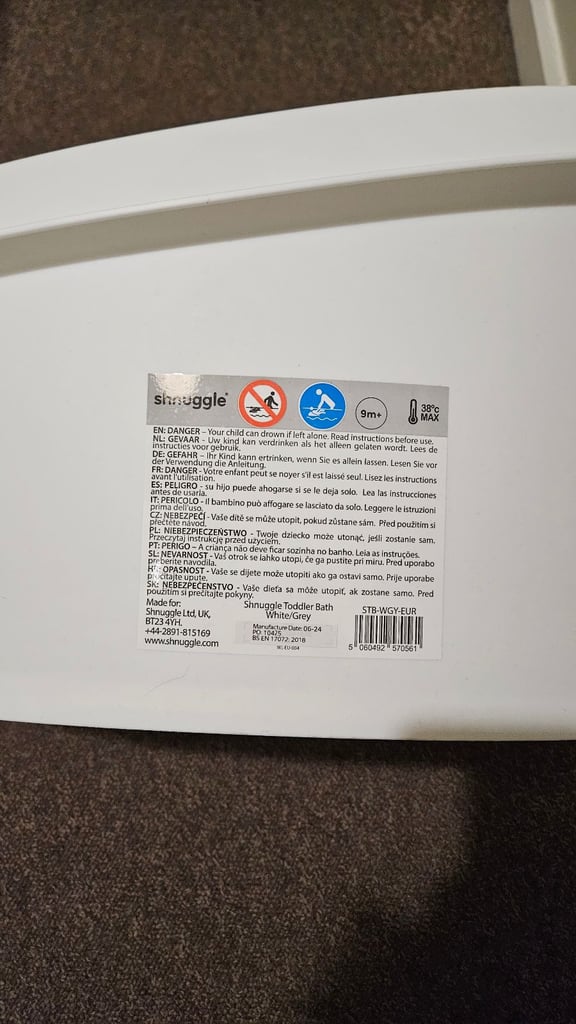 shnuggle®
9m+
38°c
MAX
EN: DANGER – Your child can drown if left alone. Read instructions before use.
NL: GEVAAR - Uw kind kan verdrinken als het alleen gelaten wordt. Lees de
instructies voor gebruik.
DE: GEFAHR – Ihr Kind kann ertrinken, wenn Sie es allein lassen. Lesen Sie vor
der Verwendung die Anleitung.
FR: DANGER - Votre enfant peut se noyer s'il est laissé seul. Lisez les instructions
avant l'utilisation.
ES: PELIGRO - su hijo puede ahogarse si se le deja solo. Lea las instrucciones
antes de usarla.
IT: PERICOLO - Il bambino può affogare se lasciato da solo. Leggere le istruzioni
prima dell'uso.
CZ: NEBEZPEČÍ - Vaše dítě se může utopit, pokud zůstane sám. Před použitím si
přečtěte návod.
PL: NIEBEZPIECZEŃSTWO - Twoje dziecko może utonąć, jeśli zostanie sam.
Przeczytaj instrukcję przed użyciem.
PT: PERIGO – A criança não deve ficar sozinha no banho. Leia as instruções.
SL: NEVARNOST - Vaš otrok se lahko utopi, če ga pustite pri miru. Pred uporabo
preberite navodila.
HR: OPASNOST - Vaše se dijete može utopiti ako ga ostavi samo. Prije uporabe
pročitajte upute.
SK: NEBEZPEČENSTVO - Vaše dieťa sa môže utopiť, ak zostane samo. Pred
použitím si prečítajte pokyny.
Made for:
Shnuggle Ltd, UK,
BT23 4YH.
+44-2891-815169
www.shnuggle.com
Shnuggle Toddler Bath
White/Grey
Manufacture Date: 06-24
PO: 10475
BS EN 17072: 2018
SIC-EU-004
STB-WGY-EUR
5 060492 570561